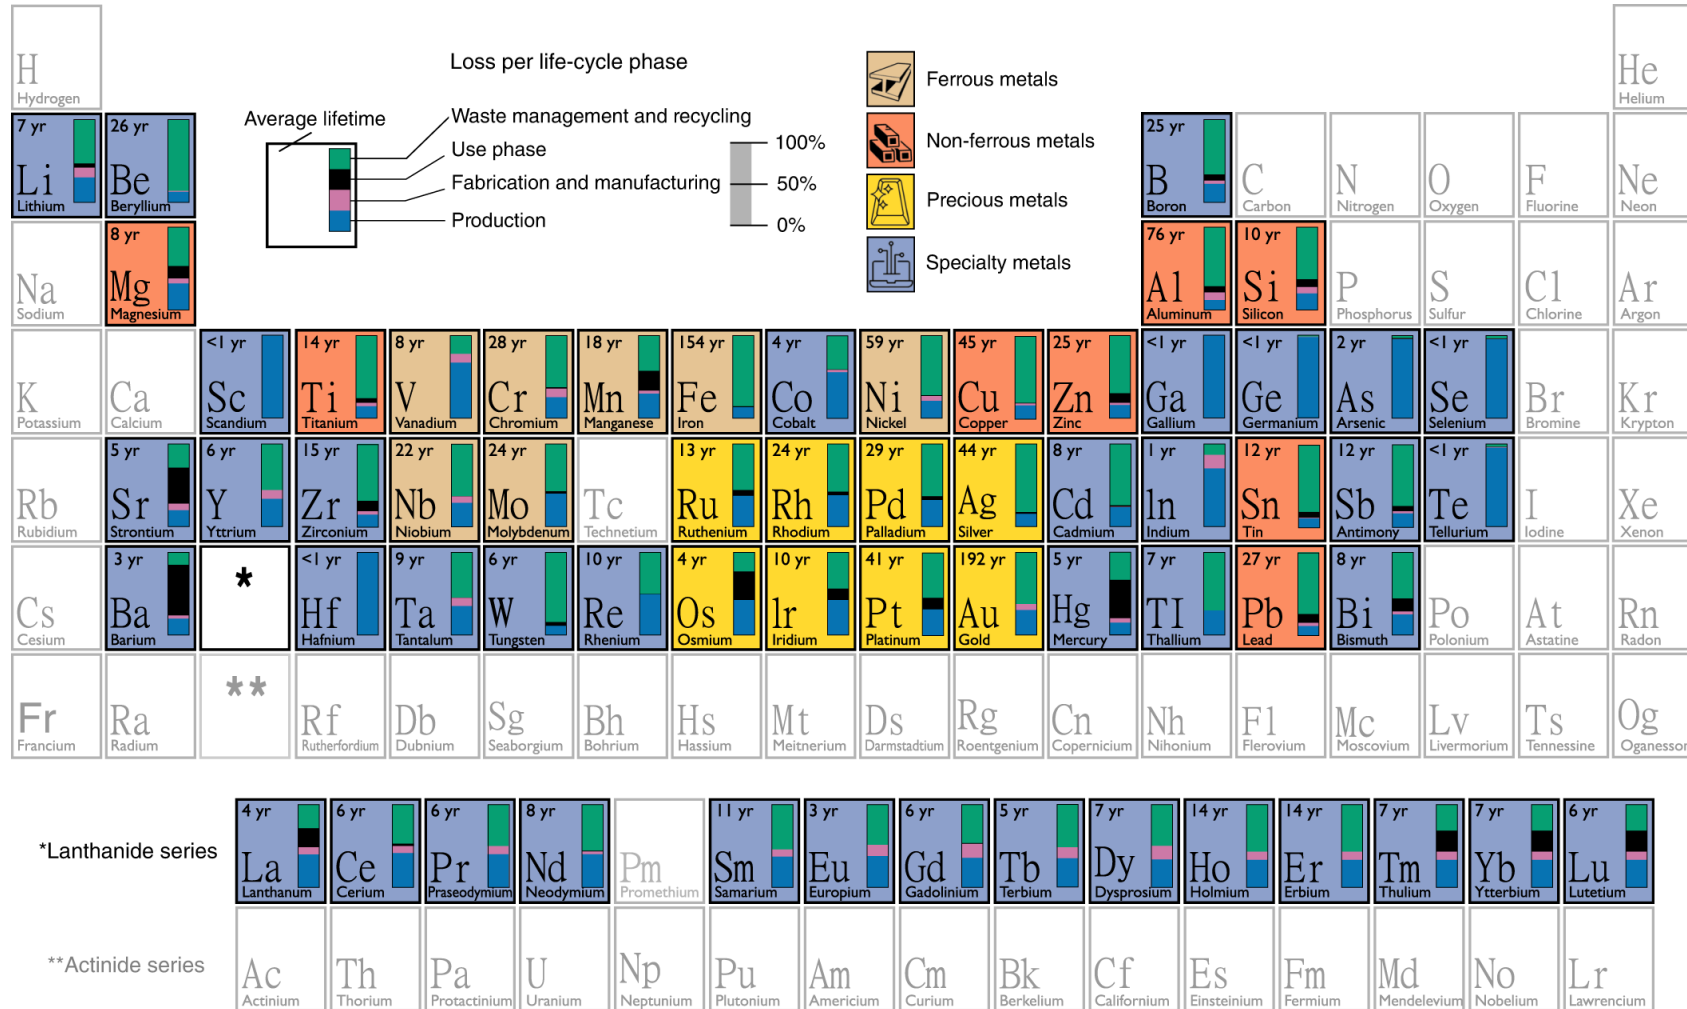 H
Hydrogen
He
Helium
Loss per life-cycle phase
Average lifetime
Waste management and recycling
Use phase
Fabrication and manufacturing
Production
100%
50%
0%
Ferrous metals
Non-ferrous metals
Precious metals
Specialty metals
7 yr
Li
Lithium
26 yr
Be
Beryllium
25 yr
B
Boron
C
Carbon
N
Nitrogen
O
Oxygen
F
Fluorine
Ne
Neon
Na
Sodium
8 yr
Mg
Magnesium
76 yr
Al
Aluminum
10 yr
Si
Silicon
P
Phosphorus
S
Sulfur
Cl
Chlorine
Ar
Argon
K
Potassium
Ca
Calcium
<1 yr
Sc
Scandium
14 yr
Ti
Titanium
8 yr
V
Vanadium
28 yr
Cr
Chromium
18 yr
Mn
Manganese
154 yr
Fe
Iron
4 yr
Co
Cobalt
59 yr
Ni
Nickel
45 yr
Cu
Copper
25 yr
Zn
Zinc
<1 yr
Ga
Gallium
<1 yr
Ge
Germanium
2 yr
As
Arsenic
<1 yr
Se
Selenium
Br
Bromine
Kr
Krypton
Rb
Rubidium
5 yr
Sr
Strontium
6 yr
Y
Yttrium
15 yr
Zr
Zirconium
22 yr
Nb
Niobium
24 yr
Mo
Molybdenum
Tc
Technetium
13 yr
Ru
Ruthenium
24 yr
Rh
Rhodium
29 yr
Pd
Palladium
44 yr
Ag
Silver
8 yr
Cd
Cadmium
1 yr
In
Indium
12 yr
Sn
Tin
12 yr
Sb
Antimony
<1 yr
Te
Tellurium
I
Iodine
Xe
Xenon
Cs
Cesium
3 yr
Ba
Barium
*
<1 yr
Hf
Hafnium
9 yr
Ta
Tantalum
6 yr
W
Tungsten
10 yr
Re
Rhenium
4 yr
Os
Osmium
10 yr
Ir
Iridium
41 yr
Pt
Platinum
192 yr
Au
Gold
5 yr
Hg
Mercury
7 yr
TI
Thallium
27 yr
Pb
Lead
8 yr
Bi
Bismuth
Po
Polonium
At
Astatine
Rn
Radon
Fr
Francium
Ra
Radium
**
Rf
Rutherfordium
Db
Dubnium
Sg
Seaborgium
Bh
Bohrium
Hs
Hassium
Mt
Meitnerium
Ds
Darmstadtium
Rg
Roentgenium
Cn
Copernicium
Nh
Nihonium
Fl
Flerovium
Mc
Moscovium
Lv
Livermorium
Ts
Tennessine
Og
Oganesson
*Lanthanide series
4 yr
La
Lanthanum
6 yr
Ce
Cerium
6 yr
Pr
Praseodymium
8 yr
Nd
Neodymium
Pm
Promethium
11 yr
Sm
Samarium
3 yr
Eu
Europium
6 yr
Gd
Gadolinium
5 yr
Tb
Terbium
7 yr
Dy
Dysprosium
14 yr
Ho
Holmium
14 yr
Er
Erbium
7 yr
Tm
Thulium
7 yr
Yb
Ytterbium
6 yr
Lu
Lutetium
**Actinide series
Ac
Actinium
Th
Thorium
Pa
Protactinium
U
Uranium
Np
Neptunium
Pu
Plutonium
Am
Americium
Cm
Curium
Bk
Berkelium
Cf
Californium
Es
Einsteinium
Fm
Fermium
Md
Mendelevium
No
Nobelium
Lr
Lawrencium